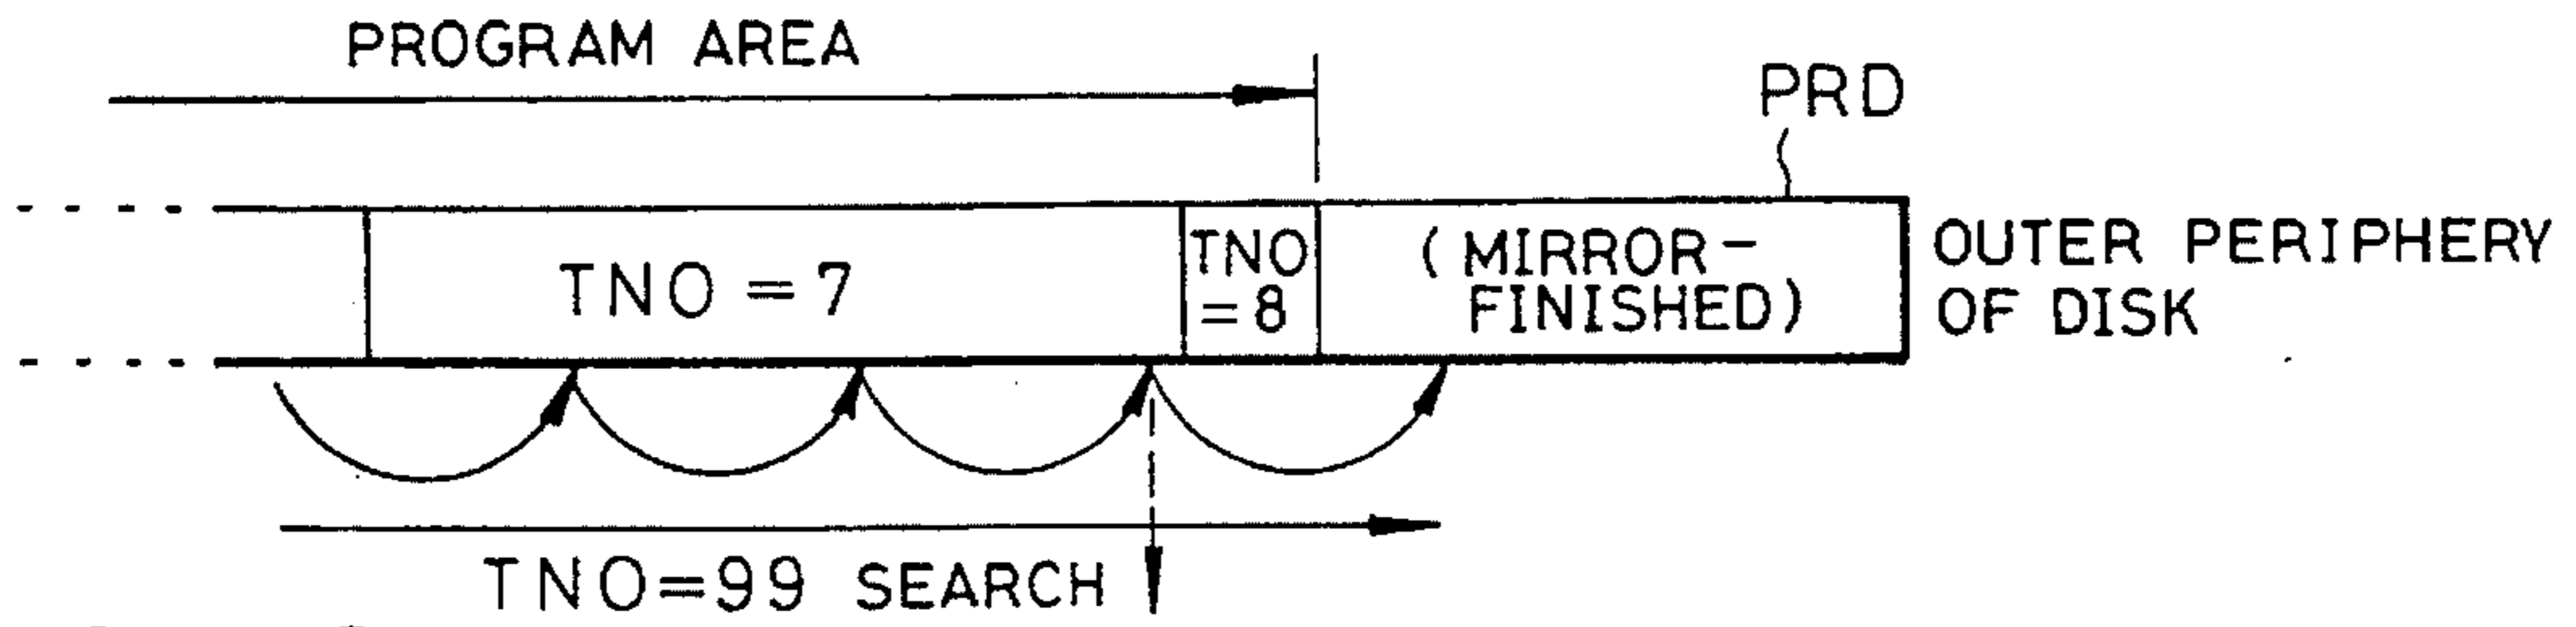 PROGRAM AREA
PRD
TNO = 7
TNO
= 8
(MIRROR-
FINISHED)
OUTER PERIPHERY
OF DISK
TNO=99 SEARCH